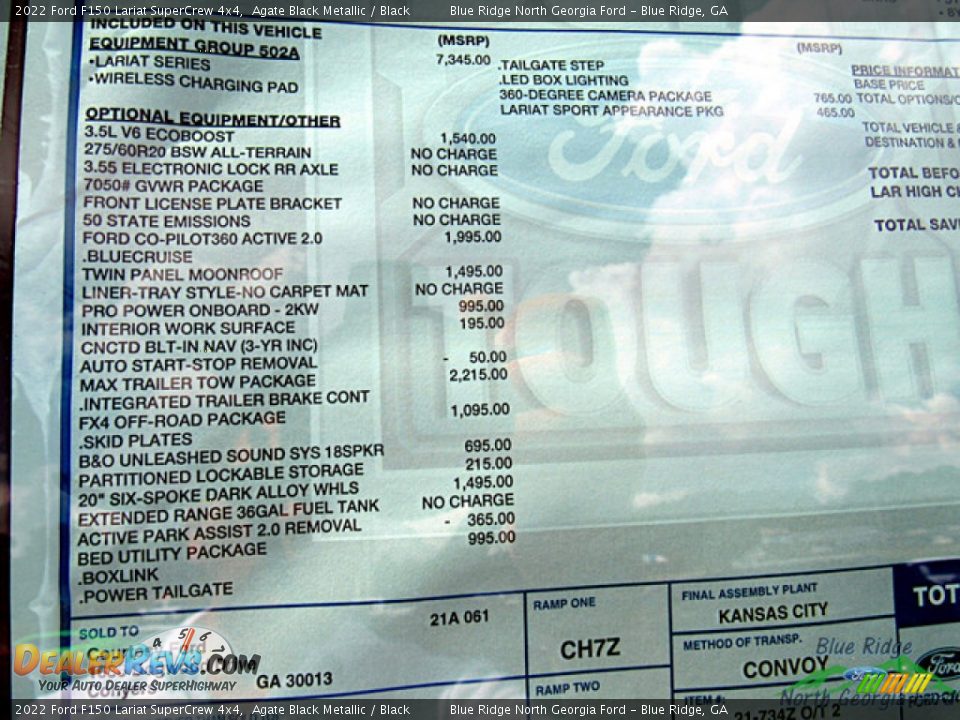 2022 Ford F150 Lariat SuperCrew 4x4, Agate Black Metallic / Black Blue Ridge North Georgia Ford - Blue Ridge, GA
INCLUDED ON THIS VEHICLE (MSRP)
EQUIPMENT GROUP 502A 7,345.00
•LARIAT SERIES
•WIRELESS CHARGING PAD
OPTIONAL EQUIPMENT/OTHER
3.5L V6 ECOBOOST 1,540.00
275/60R20 BSW ALL-TERRAIN NO CHARGE
3.55 ELECTRONIC LOCK RR AXLE NO CHARGE
7050# GVWR PACKAGE
FRONT LICENSE PLATE BRACKET NO CHARGE
50 STATE EMISSIONS NO CHARGE
FORD CO-PILOT360 ACTIVE 2.0 1,995.00
.BLUECRUISE
TWIN PANEL MOONROOF 1,495.00
LINER-TRAY STYLE-NO CARPET MAT NO CHARGE
PRO POWER ONBOARD - 2KW 995.00
INTERIOR WORK SURFACE 195.00
CNCTD BLT-IN NAV (3-YR INC)
AUTO START-STOP REMOVAL - 50.00
MAX TRAILER TOW PACKAGE 2,215.00
.INTEGRATED TRAILER BRAKE CONT
FX4 OFF-ROAD PACKAGE 1,095.00
.SKID PLATES
B&O UNLEASHED SOUND SYS 18SPKR 695.00
PARTITIONED LOCKABLE STORAGE 215.00
20" SIX-SPOKE DARK ALLOY WHLS 1,495.00
EXTENDED RANGE 36GAL FUEL TANK NO CHARGE
ACTIVE PARK ASSIST 2.0 REMOVAL - 365.00
BED UTILITY PACKAGE 995.00
.BOXLINK
.POWER TAILGATE
(MSRP)
.TAILGATE STEP
.LED BOX LIGHTING
360-DEGREE CAMERA PACKAGE 765.00
LARIAT SPORT APPEARANCE PKG 465.00
PRICE INFORMAT
BASE PRICE
TOTAL OPTIONS/O
TOTAL VEHICLE &
DESTINATION &
TOTAL BEFO
LAR HIGH C
TOTAL SAV
Ford
TOUGH
SOLD TO
21A 061
GA 30013
RAMP ONE
CH7Z
RAMP TWO
FINAL ASSEMBLY PLANT
KANSAS CITY
METHOD OF TRANSP.
CONVOY
ITEM #:
21-734Z O/T 2
TOT
Ford
DEALERREVS.COM
YOUR AUTO DEALER SUPERHIGHWAY
4 5 6
Blue Ridge
North Georgia
2022 Ford F150 Lariat SuperCrew 4x4, Agate Black Metallic / Black Blue Ridge North Georgia Ford - Blue Ridge, GA